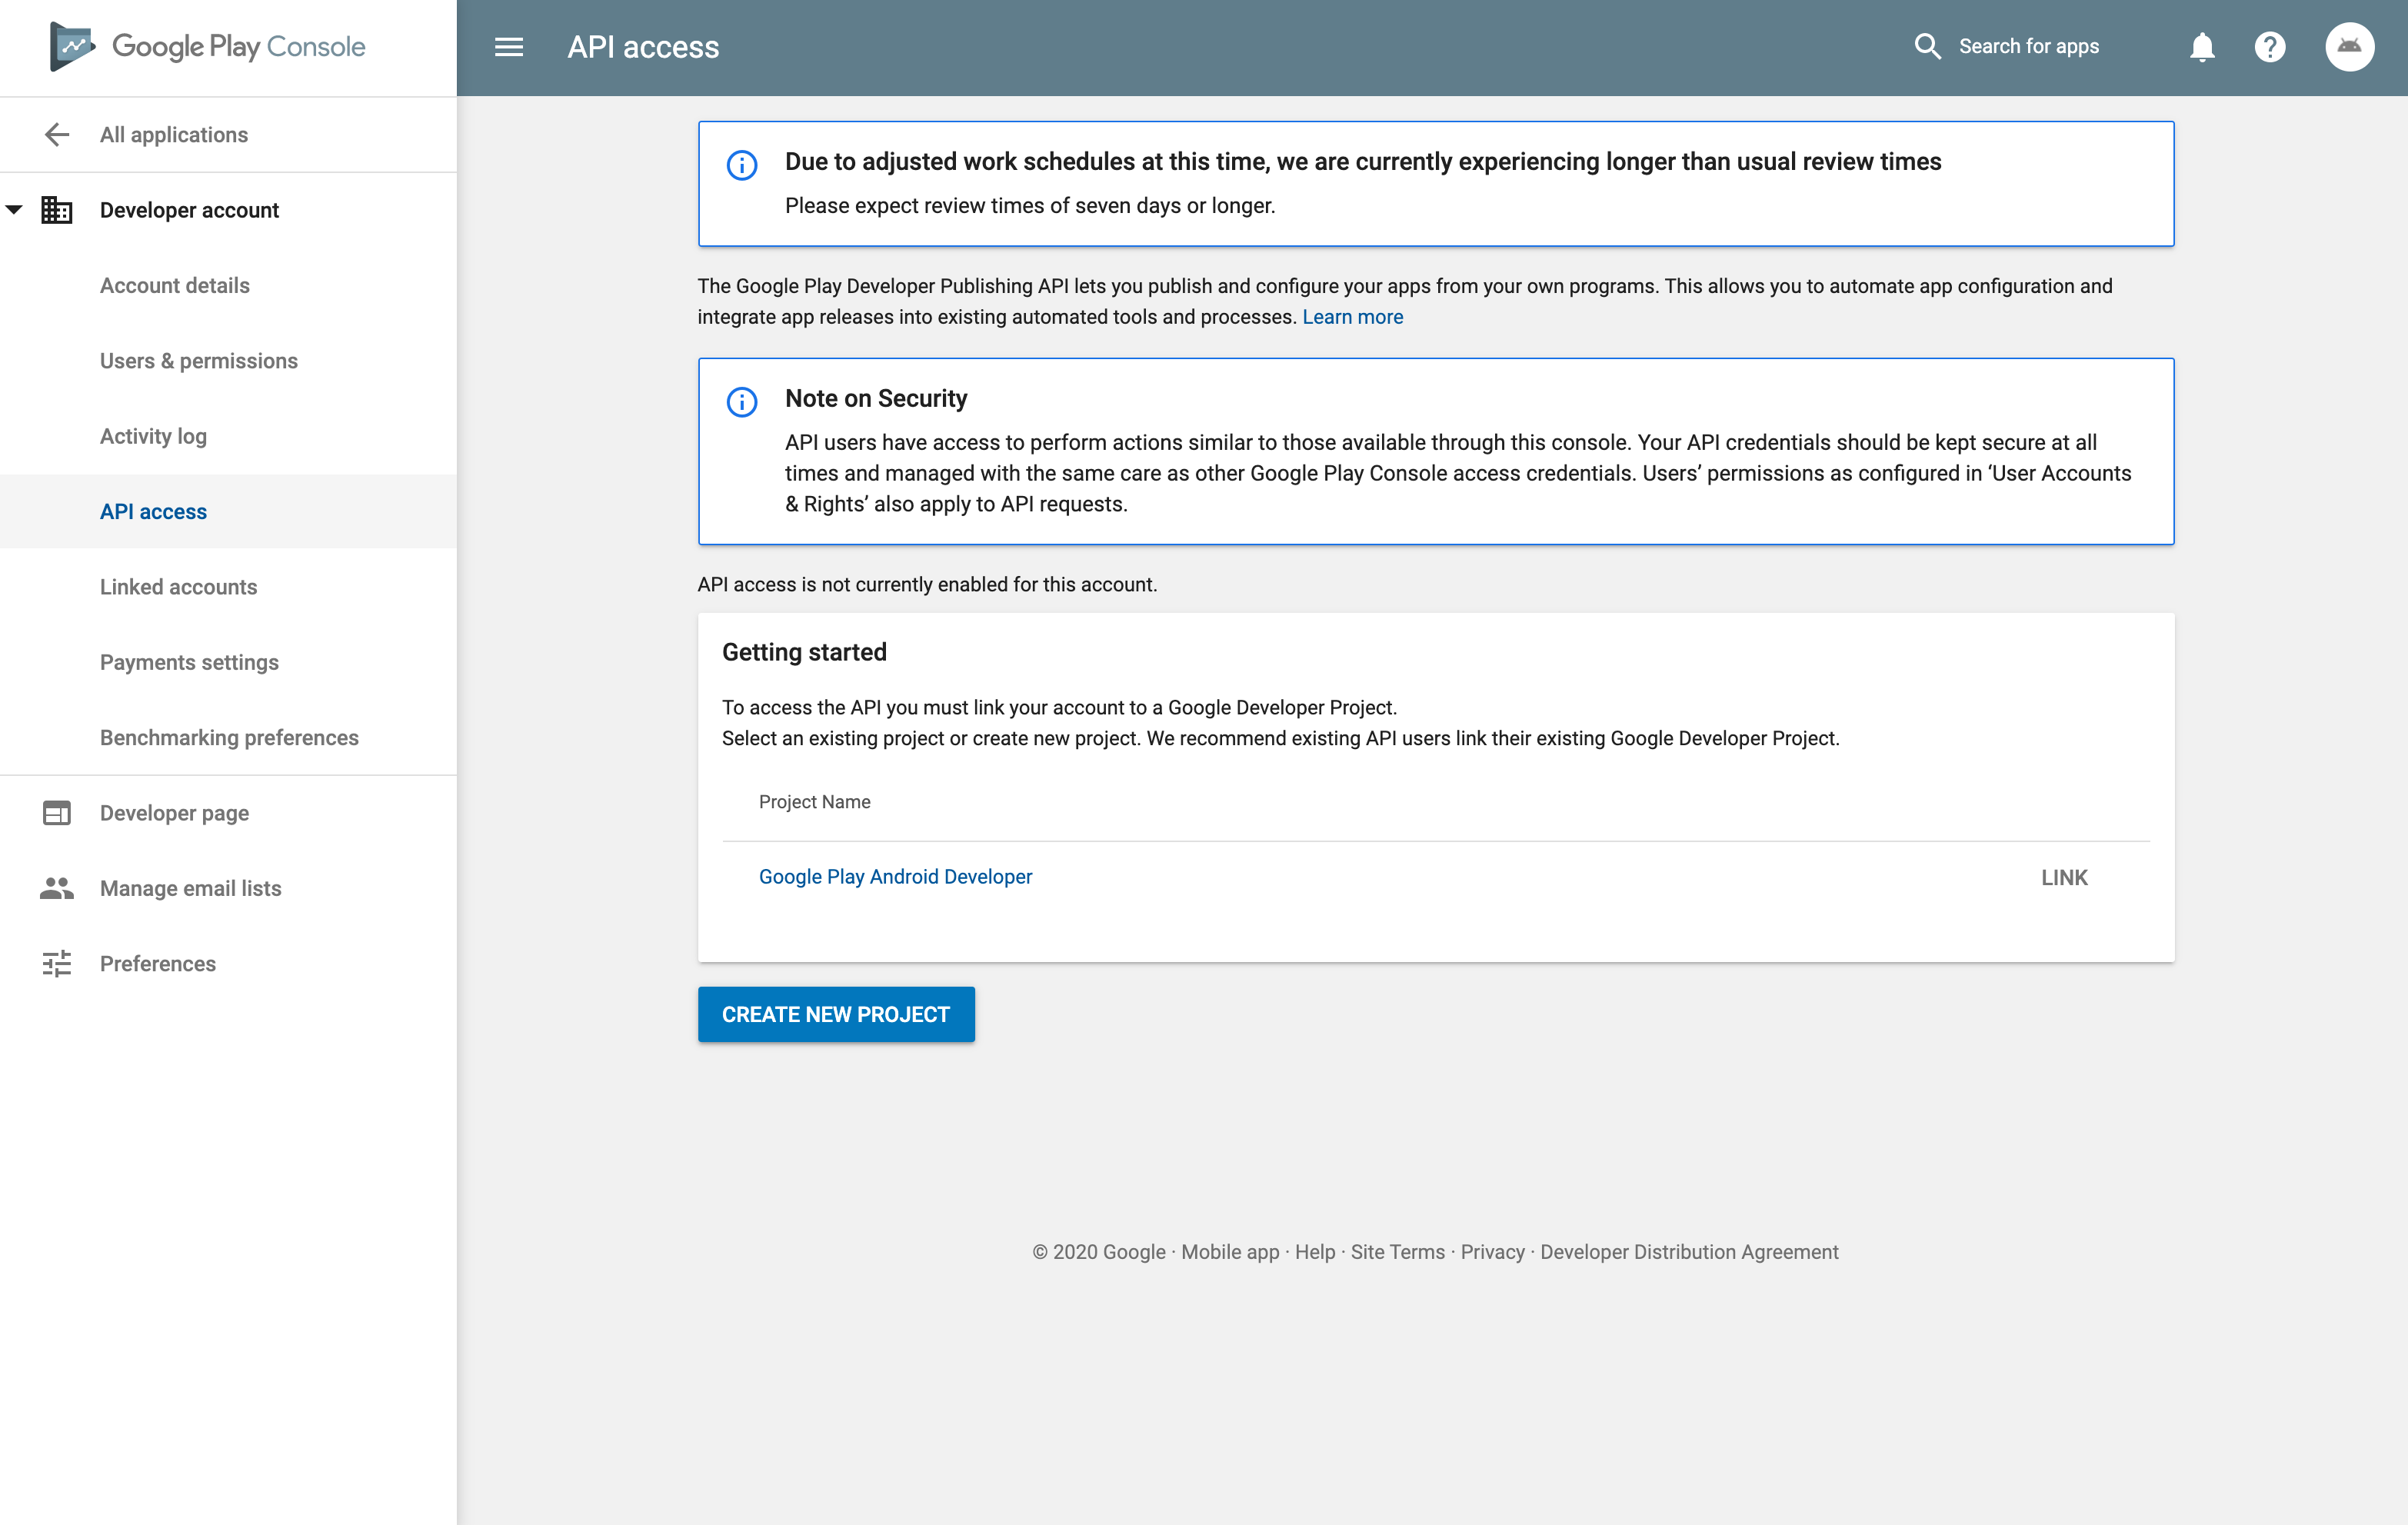 Google Play Console
API access
Search for apps
All applications
Developer account
Account details
Users & permissions
Activity log
API access
Linked accounts
Payments settings
Benchmarking preferences
Developer page
Manage email lists
Preferences
Due to adjusted work schedules at this time, we are currently experiencing longer than usual review times
Please expect review times of seven days or longer.
The Google Play Developer Publishing API lets you publish and configure your apps from your own programs. This allows you to automate app configuration and
integrate app releases into existing automated tools and processes. Learn more
Note on Security
API users have access to perform actions similar to those available through this console. Your API credentials should be kept secure at all
times and managed with the same care as other Google Play Console access credentials. Users’ permissions as configured in ‘User Accounts
& Rights’ also apply to API requests.
API access is not currently enabled for this account.
Getting started
To access the API you must link your account to a Google Developer Project.
Select an existing project or create new project. We recommend existing API users link their existing Google Developer Project.
Project Name
Google Play Android Developer LINK
CREATE NEW PROJECT
© 2020 Google · Mobile app · Help · Site Terms · Privacy · Developer Distribution Agreement